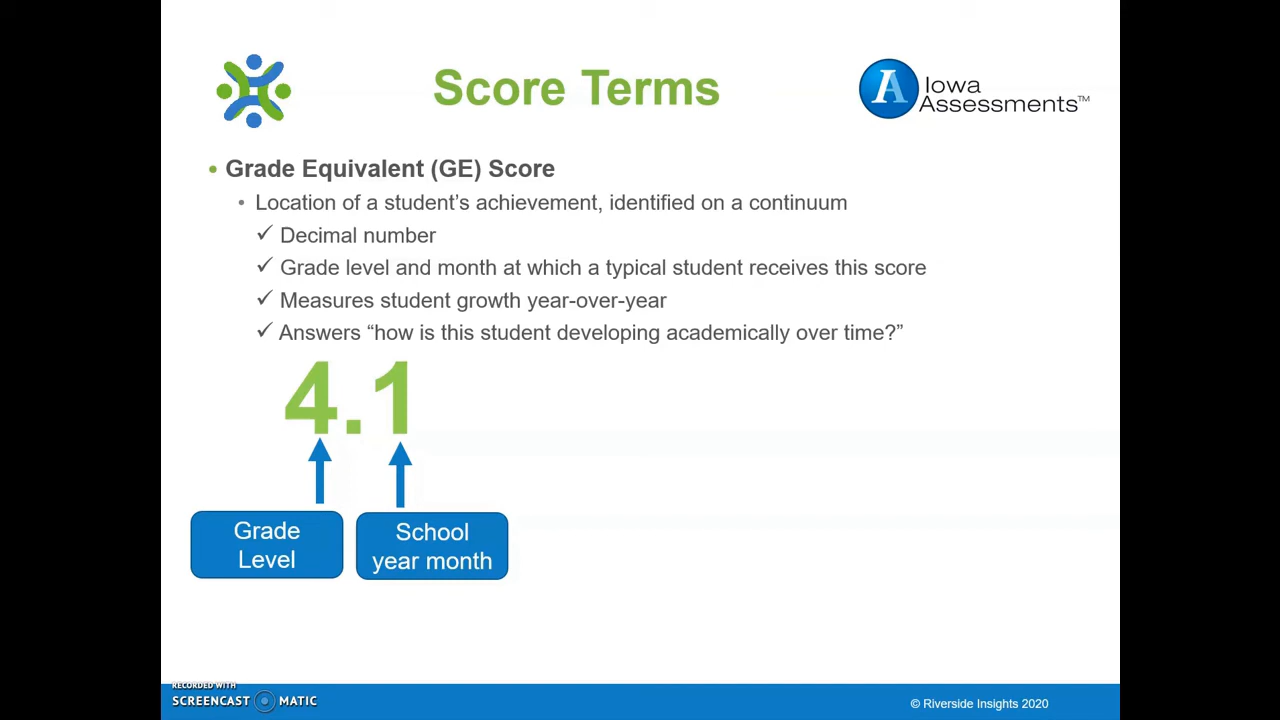 Score Terms
A Iowa
Assessments™
• Grade Equivalent (GE) Score
• Location of a student’s achievement, identified on a continuum
✓ Decimal number
✓ Grade level and month at which a typical student receives this score
✓ Measures student growth year-over-year
✓ Answers “how is this student developing academically over time?”
4.1
Grade
Level
School
year month
RECORDED WITH
SCREENCAST MATIC
© Riverside Insights 2020